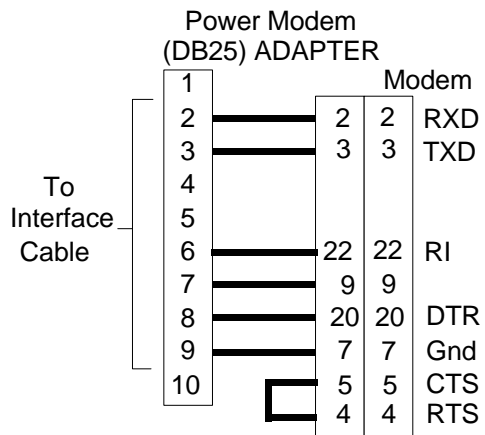 Power Modem
(DB25) ADAPTER
Modem
1
2 2 2 RXD
3 3 3 TXD
4
To
Interface
Cable
5
6 22 22 RI
7 9 9
8 20 20 DTR
9 7 7 Gnd
10 5 5 CTS
4 4 RTS